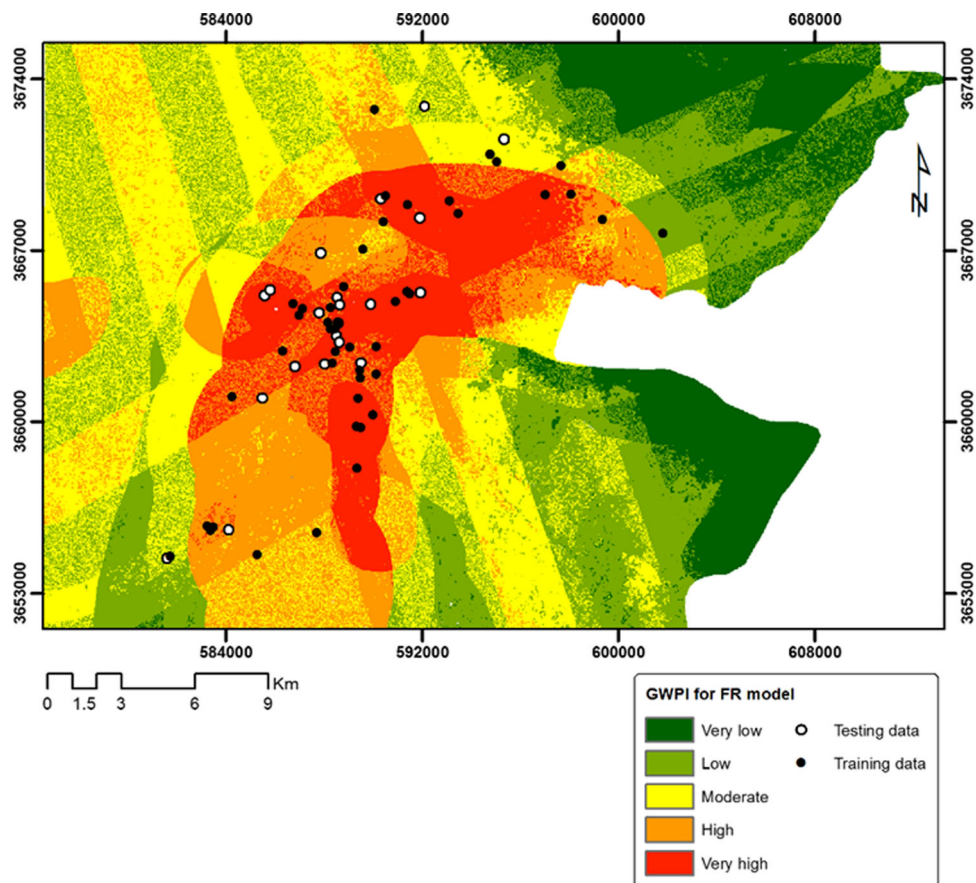 584000 592000 600000 608000
3674000 3674000
N
3667000 3667000
3660000 3660000
3653000 3653000
584000 592000 600000 608000
Km
0 1.5 3 6 9
GWPI for FR model
Very low Testing data
Low Training data
Moderate
High
Very high